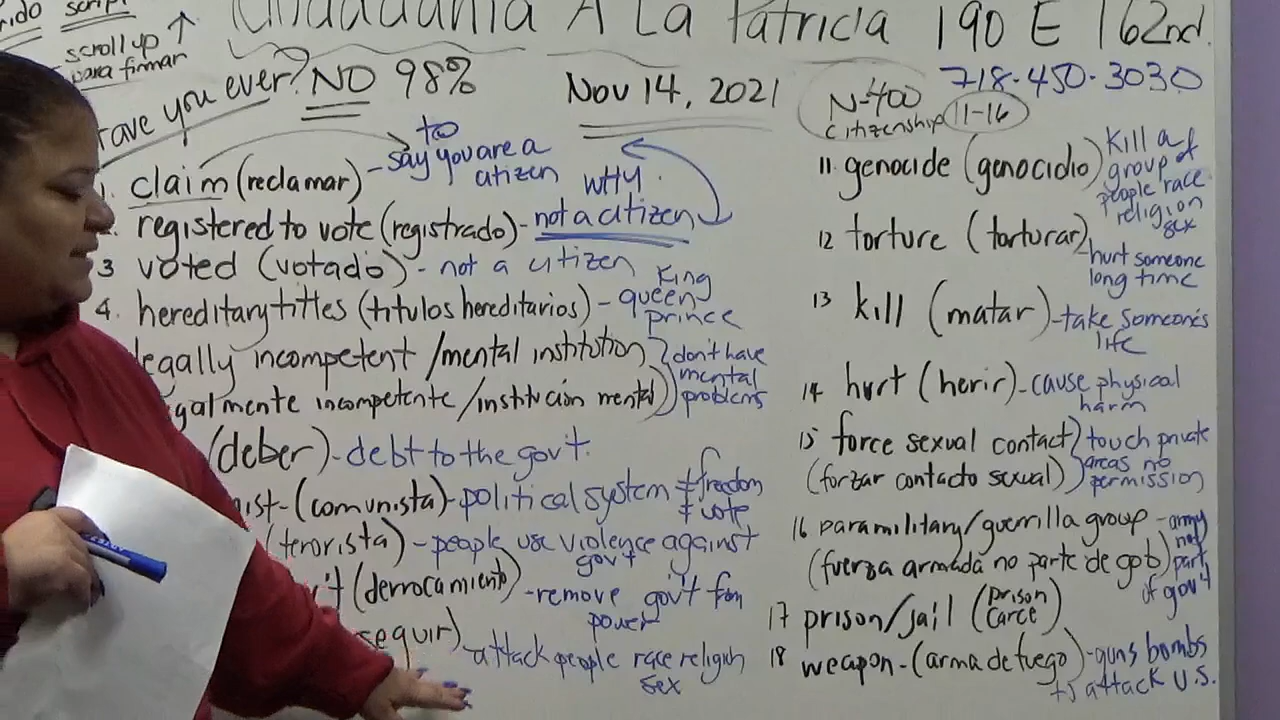 script
scroll up
para firmar
Ciudadanía A La Patricia 190 E 162nd.
718-450-3030
Have you ever? NO 98%
Nov 14, 2021
N-400
citizenship 11-16
1. claim (reclamar) - to say you are a citizen
WHY
registered to vote (registrado) - not a citizen
3 voted (votado) - not a citizen
4. hereditary titles (titulos hereditarios) - King queen prince
legally incompetent / mental institution
galmente incompetente / institución mental) don't have mental problems
(deber) - debt to the gov't.
ist - (comunista) - political system ≠ freedom ≠ vote
(terorista) - people use violence against gov't
(derrocamiento) - remove gov't from power
seguir) - attack people race religion sex
11. genocide (genocidio) Kill a group of people race religion sex
12 torture (torturar) - hurt someone long time
13 kill (matar) - take someone's life
14 hurt (herir) - cause physical harm
15 force sexual contact
(forzar contacto sexual) touch private areas no permission
16 paramilitary/guerrilla group - army not part of gov't
(fuerza armada no parte de gob)
17 prison/jail (prison carce)
18 weapon - (arma de fuego) - guns bombs to attack U.S.